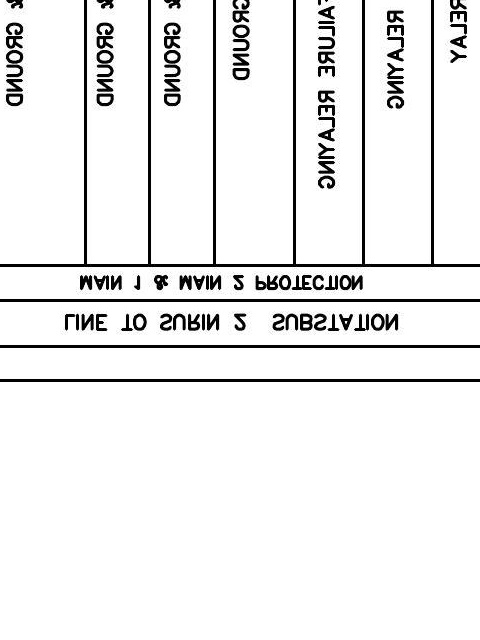 & GROUND
& GROUND
& GROUND
GROUND
FAILURE RELAYING
RELAYING
RELAY
MAIN 1 & MAIN 2 PROTECTION
LINE TO SURIN 2 SUBSTATION